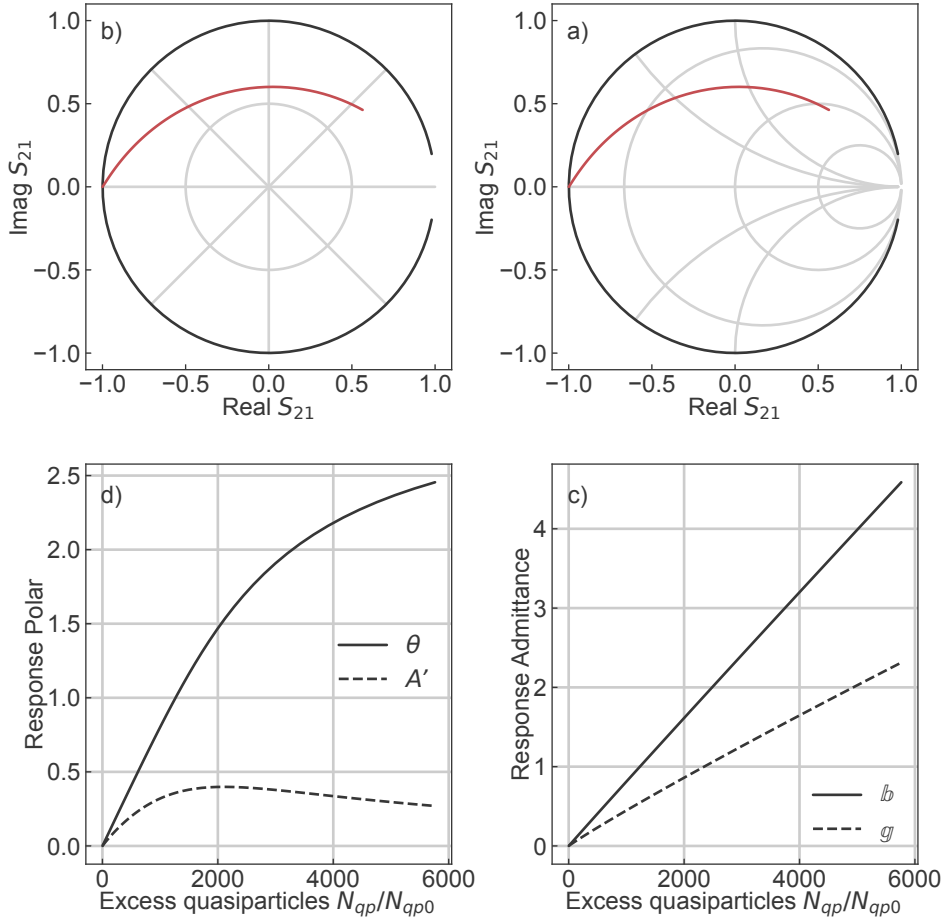 b)
1.0
0.5
0.0
−0.5
−1.0
Imag S21
−1.0 −0.5 0.0 0.5 1.0
Real S21
a)
1.0
0.5
0.0
−0.5
−1.0
Imag S21
−1.0 −0.5 0.0 0.5 1.0
Real S21
d)
2.5
2.0
1.5
1.0
0.5
0.0
Response Polar
θ
A’
0 2000 4000 6000
Excess quasiparticles Nqp/Nqp0
c)
4
3
2
1
0
Response Admittance
𝕓
𝕘
0 2000 4000 6000
Excess quasiparticles Nqp/Nqp0